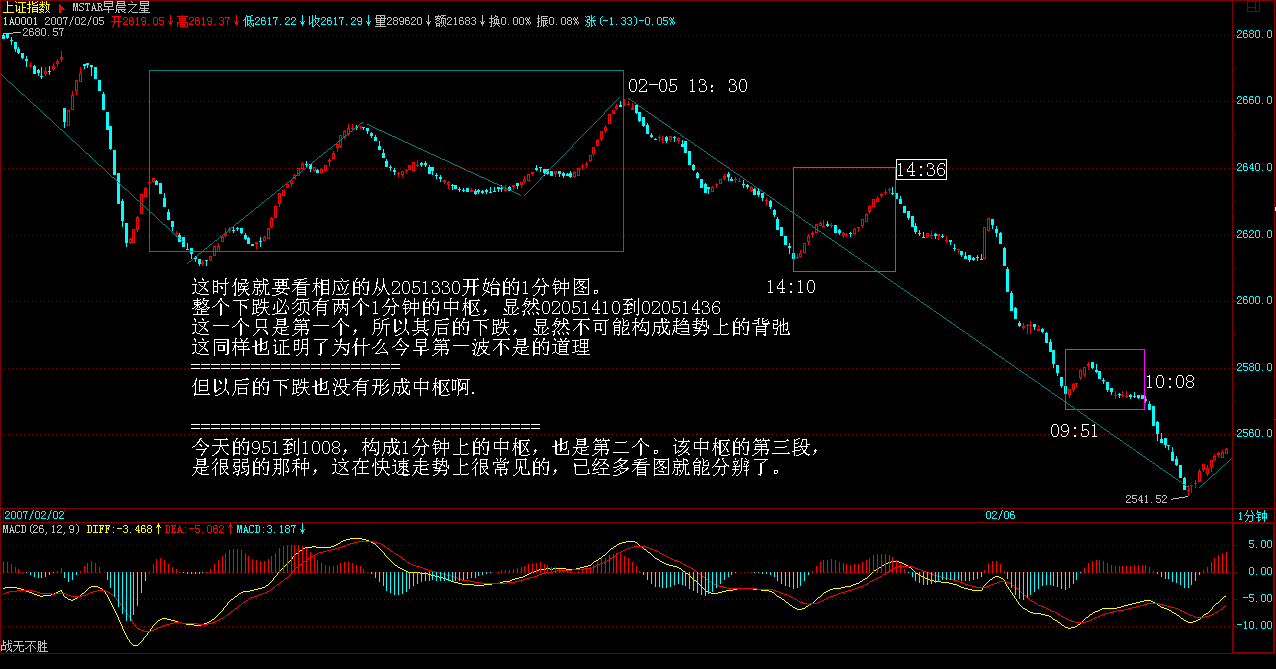 上证指数 MSTAR早晨之星
1A0001 2007/02/05 开2619.05↓高2619.37↓低2617.22↓收2617.29↓量289620↓额21683↓换0.00% 振0.08% 涨(-1.33)-0.05%
2680.57
2680.0
02-05 13：30
2660.0
14:36
2640.0
2620.0
14:10
这时候就要看相应的从2051330开始的1分钟图。
整个下跌必须有两个1分钟的中枢，显然02051410到02051436
2600.0
这一个只是第一个，所以其后的下跌，显然不可能构成趋势上的背弛
这同样也证明了为什么今早第一波不是的道理
=====================
2580.0
但以后的下跌也没有形成中枢啊.
10:08
===================================
09:51
2560.0
今天的951到1008，构成1分钟上的中枢，也是第二个。该中枢的第三段，
是很弱的那种，这在快速走势上很常见的，已经多看图就能分辨了。
2541.52
2007/02/02 02/06 1分钟
MACD(26,12,9) DIFF:-3.468↑DEA:-5.062↑MACD:3.187↓
5.00
0.00
-5.00
-10.00
战无不胜